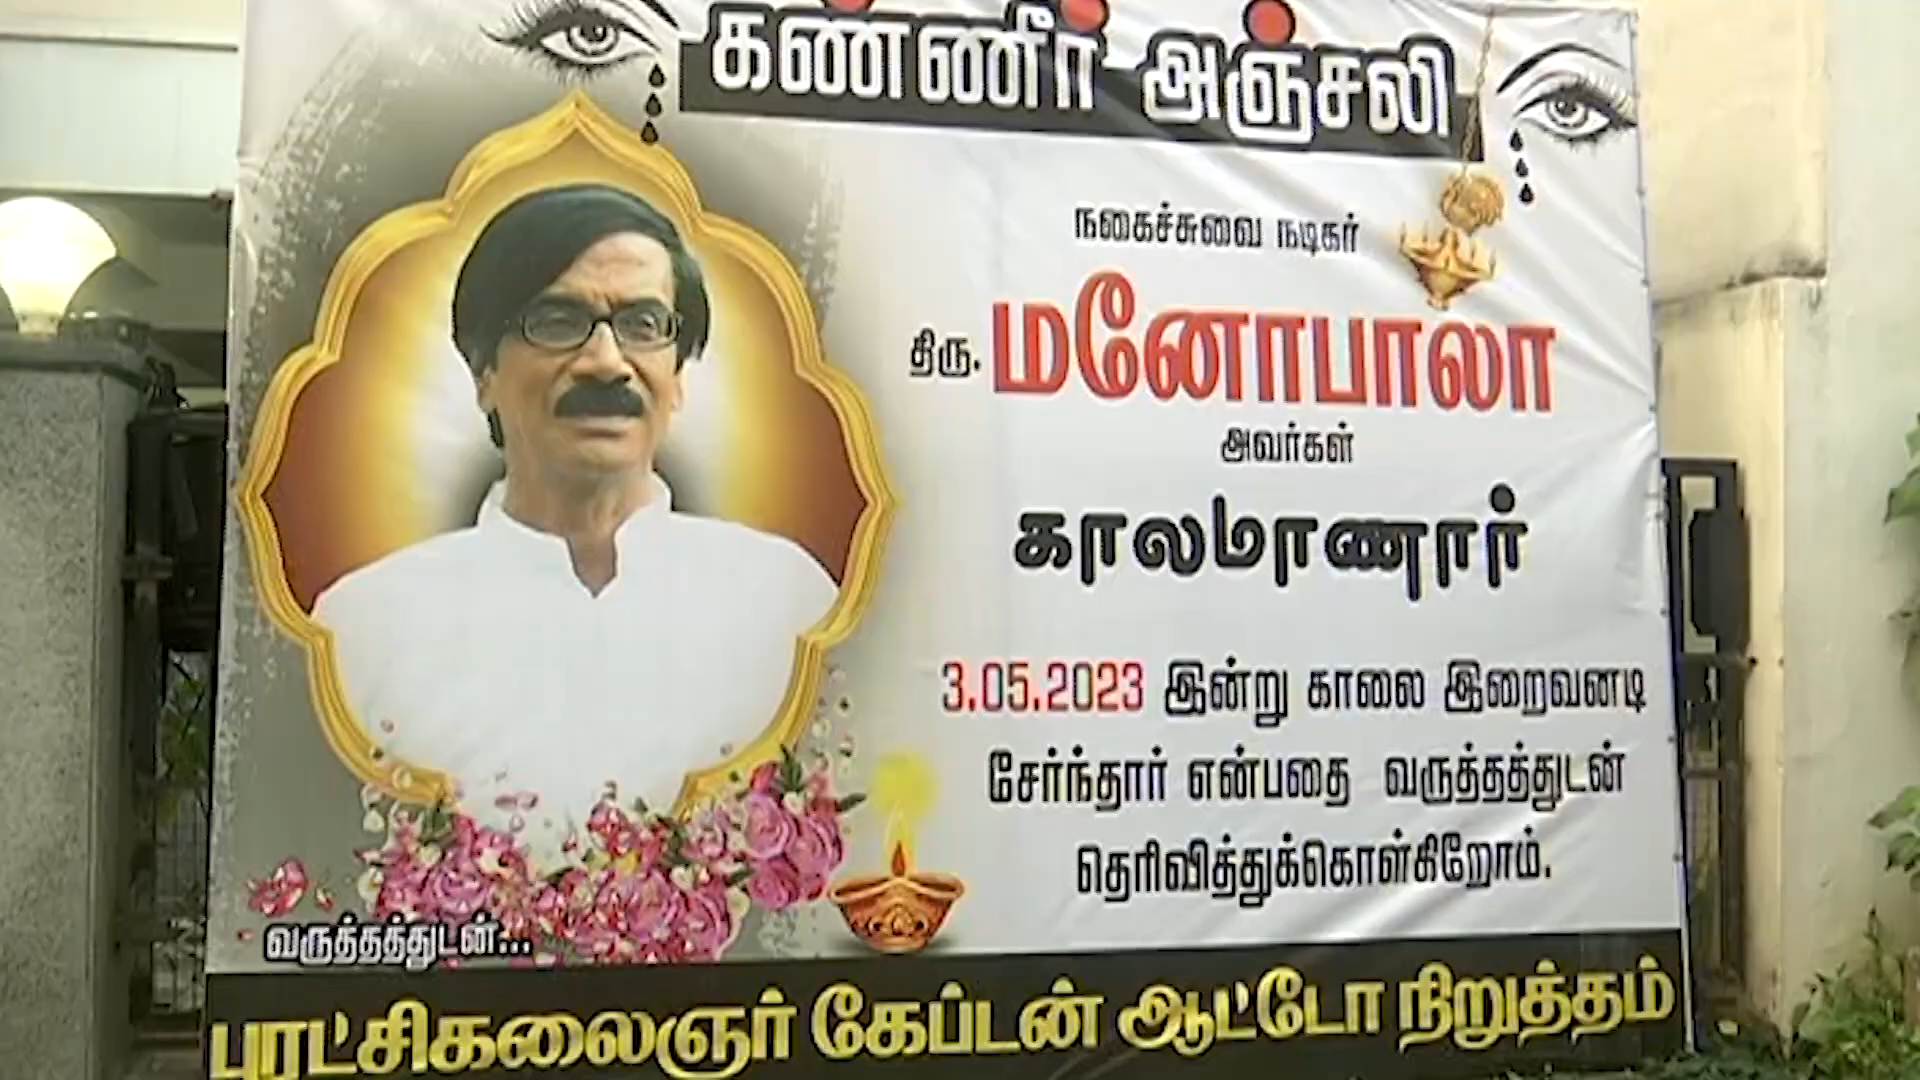 கண்ணீர் அஞ்சலி
நகைச்சுவை நடிகர்
திரு. மனோபாலா
அவர்கள்
காலமானார்
3.05.2023 இன்று காலை இறைவனடி
சேர்ந்தார் என்பதை வருத்தத்துடன்
தெரிவித்துக்கொள்கிறோம்.
வருத்தத்துடன்...
புரட்சிகலைஞர் கேப்டன் ஆட்டோ நிறுத்தம்